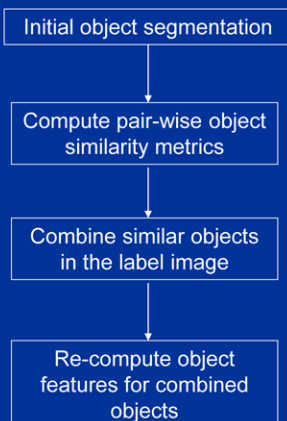 Initial object segmentation
Compute pair-wise object
similarity metrics
Combine similar objects
in the label image
Re-compute object
features for combined
objects